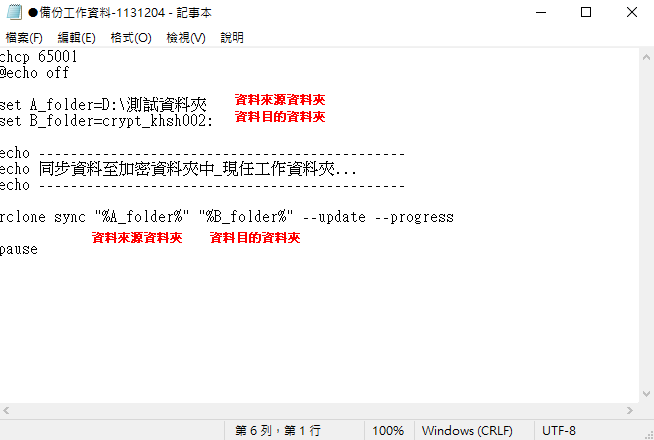 ●備份工作資料-1131204 - 記事本
檔案(F) 編輯(E) 格式(O) 檢視(V) 說明
chcp 65001
@echo off
set A_folder=D:\測試資料夾 資料來源資料夾
set B_folder=crypt_khsh002: 資料目的資料夾
echo ----------------------------------------------
echo 同步資料至加密資料夾中_現任工作資料夾...
echo ----------------------------------------------
rclone sync "%A_folder%" "%B_folder%" --update --progress
資料來源資料夾 資料目的資料夾
pause
第 6 列，第 1 行 100% Windows (CRLF) UTF-8